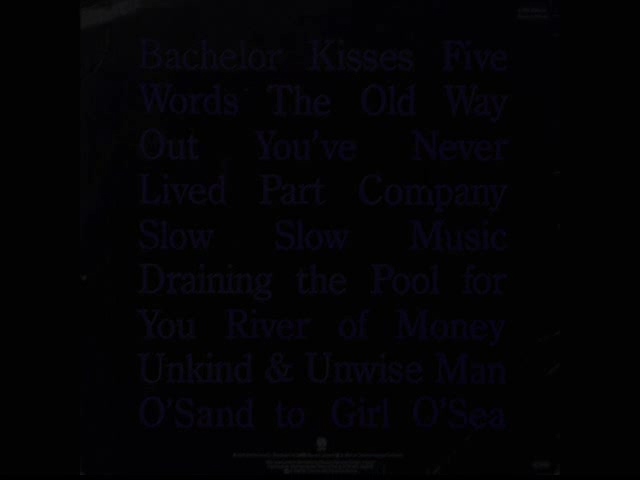 Bachelor Kisses Five
Words The Old Way
Out You've Never
Lived Part Company
Slow Slow Music
Draining the Pool for
You River of Money
Unkind & Unwise Man
O'Sand to Girl O'Sea